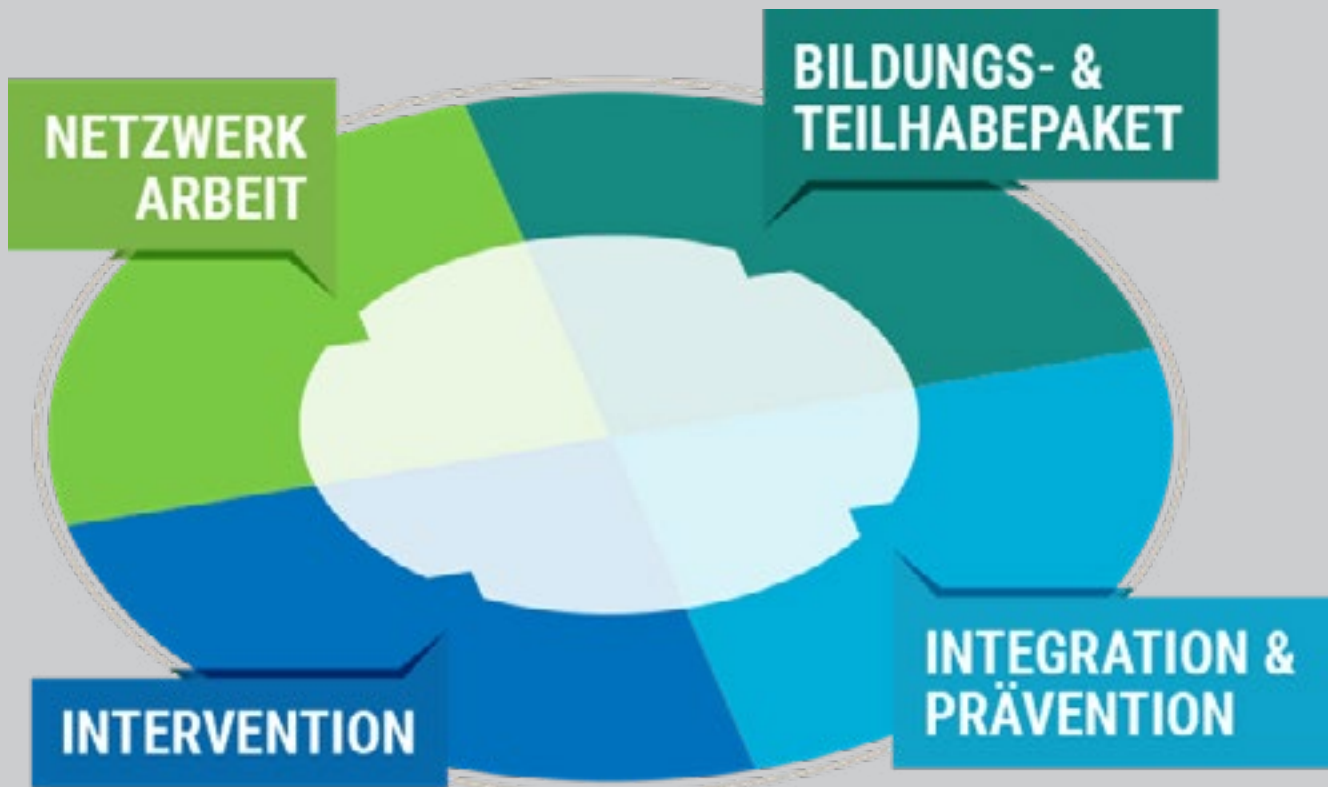 NETZWERK
ARBEIT
BILDUNGS- &
TEILHABEPAKET
INTERVENTION
INTEGRATION &
PRÄVENTION